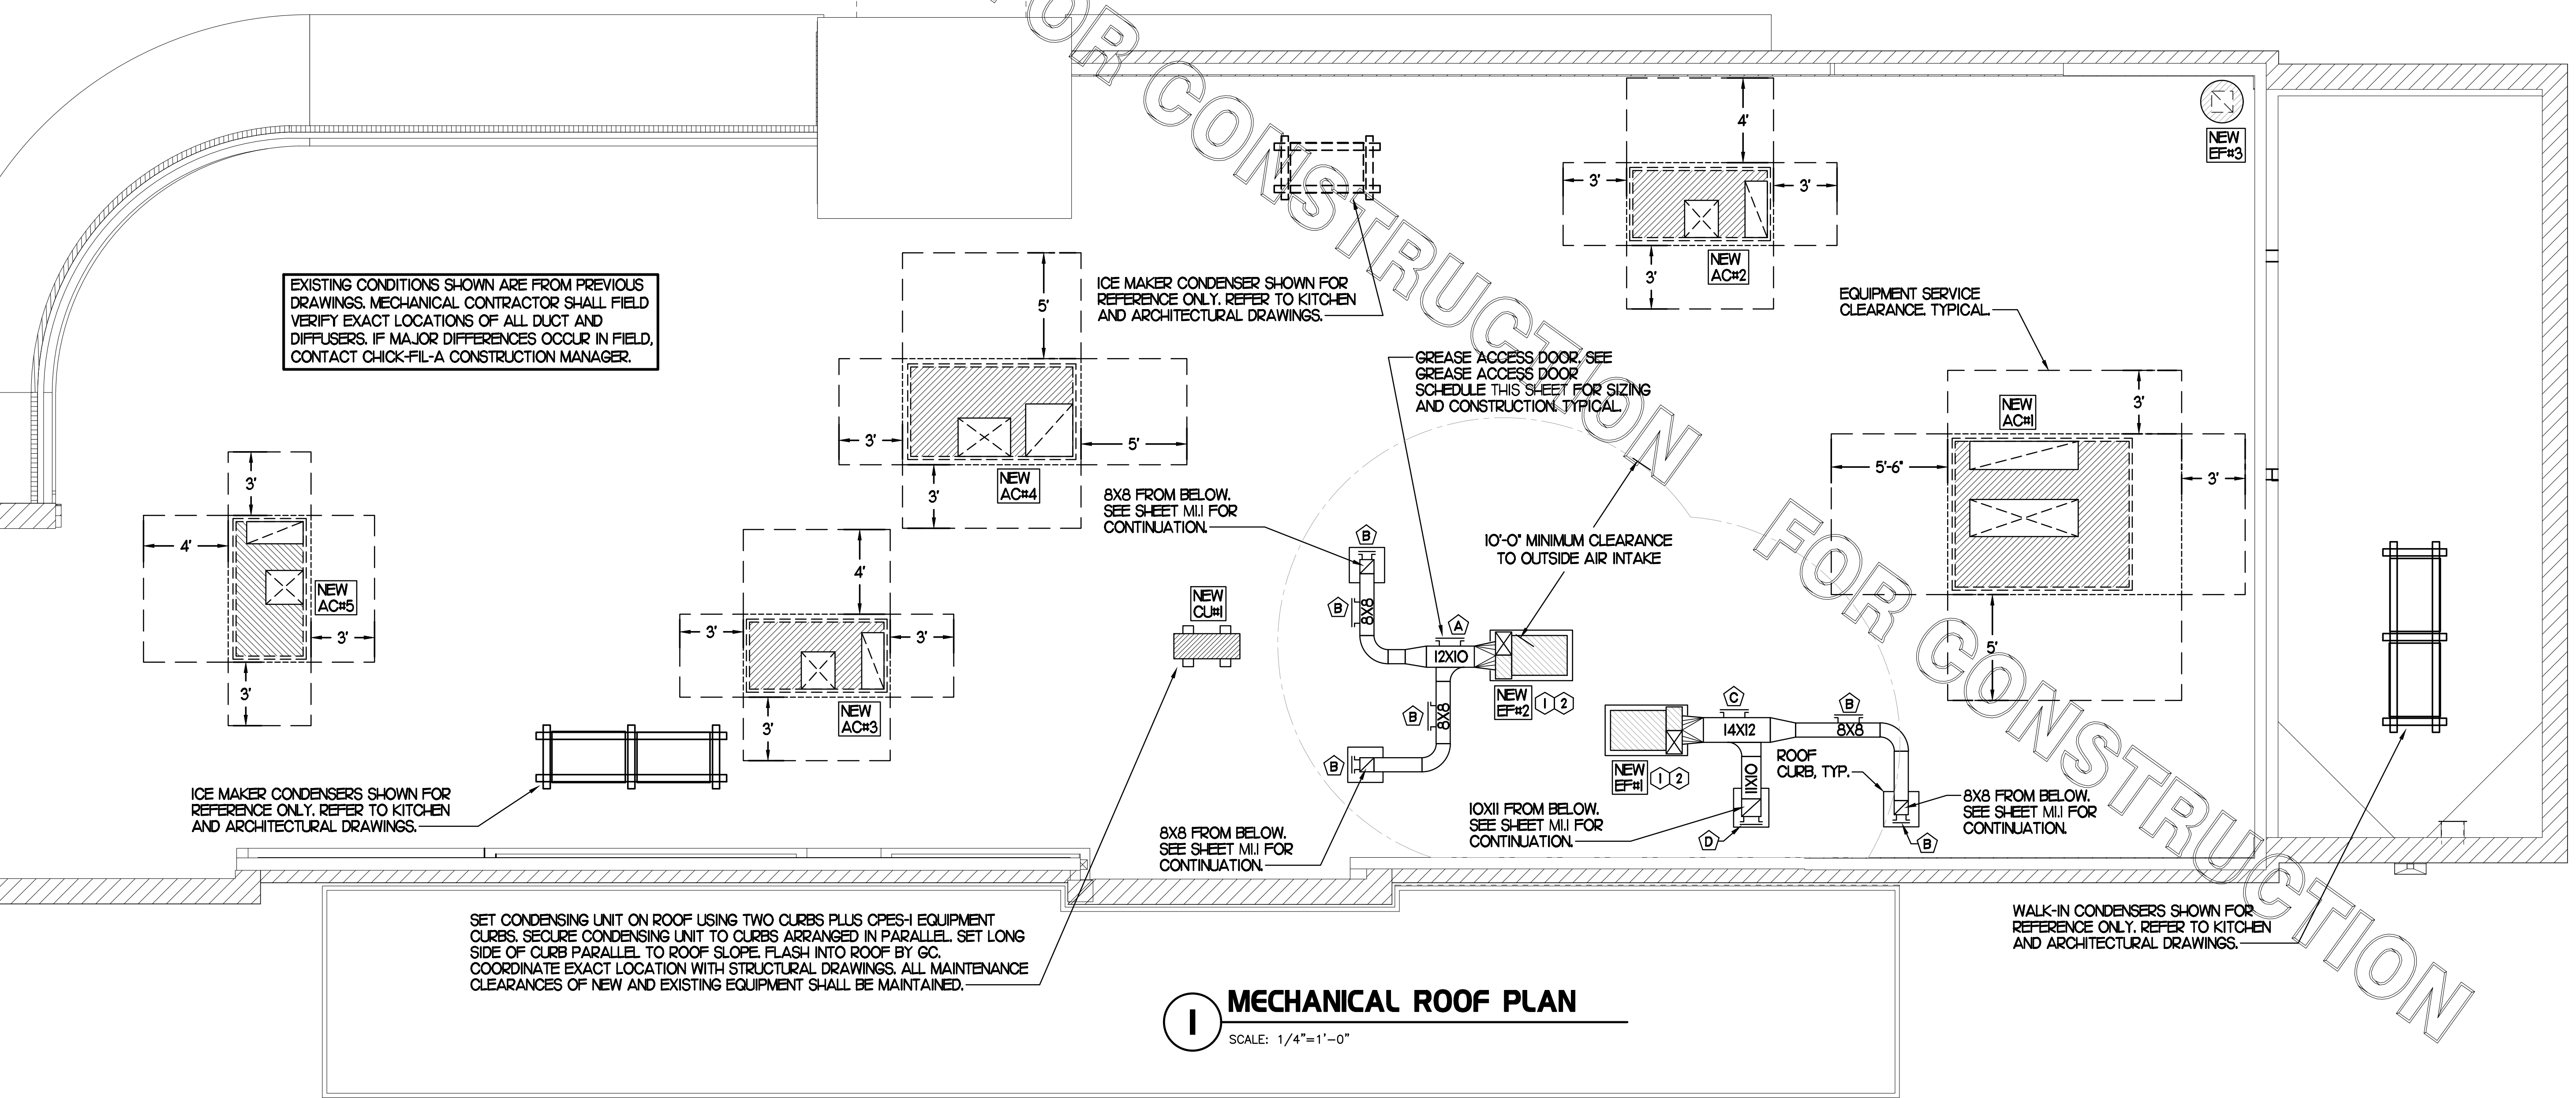 FOR CONSTRUCTION
NEW
EF#3
4'
3'
3'
3'
NEW
AC#2
EXISTING CONDITIONS SHOWN ARE FROM PREVIOUS
DRAWINGS. MECHANICAL CONTRACTOR SHALL FIELD
VERIFY EXACT LOCATIONS OF ALL DUCT AND
DIFFUSERS. IF MAJOR DIFFERENCES OCCUR IN FIELD,
CONTACT CHICK-FIL-A CONSTRUCTION MANAGER.
ICE MAKER CONDENSER SHOWN FOR
REFERENCE ONLY. REFER TO KITCHEN
AND ARCHITECTURAL DRAWINGS.
EQUIPMENT SERVICE
CLEARANCE. TYPICAL.
5'
3'
5'
3'
NEW
AC#4
GREASE ACCESS DOOR. SEE
GREASE ACCESS DOOR
SCHEDULE THIS SHEET FOR SIZING
AND CONSTRUCTION. TYPICAL.
3'
NEW
AC#1
5'-6"
3'
5'
3'
4'
NEW
AC#5
3'
3'
4'
3'
3'
NEW
AC#3
3'
8X8 FROM BELOW.
SEE SHEET M1.1 FOR
CONTINUATION.
10'-0" MINIMUM CLEARANCE
TO OUTSIDE AIR INTAKE
FOR CONSTRUCTION
NEW
CU#1
B
B
8X8
A
12X10
NEW
EF#2
1 2
B
8X8
B
C
14X12
B
8X8
NEW
EF#1
1 2
10X11
ROOF
CURB, TYP.
D
B
ICE MAKER CONDENSERS SHOWN FOR
REFERENCE ONLY. REFER TO KITCHEN
AND ARCHITECTURAL DRAWINGS.
8X8 FROM BELOW.
SEE SHEET M1.1 FOR
CONTINUATION.
10X11 FROM BELOW.
SEE SHEET M1.1 FOR
CONTINUATION.
8X8 FROM BELOW.
SEE SHEET M1.1 FOR
CONTINUATION.
SET CONDENSING UNIT ON ROOF USING TWO CURBS PLUS CPES-1 EQUIPMENT
CURBS. SECURE CONDENSING UNIT TO CURBS ARRANGED IN PARALLEL. SET LONG
SIDE OF CURB PARALLEL TO ROOF SLOPE. FLASH INTO ROOF BY GC.
COORDINATE EXACT LOCATION WITH STRUCTURAL DRAWINGS. ALL MAINTENANCE
CLEARANCES OF NEW AND EXISTING EQUIPMENT SHALL BE MAINTAINED.
WALK-IN CONDENSERS SHOWN FOR
REFERENCE ONLY. REFER TO KITCHEN
AND ARCHITECTURAL DRAWINGS.
1
MECHANICAL ROOF PLAN
SCALE: 1/4"=1'-0"